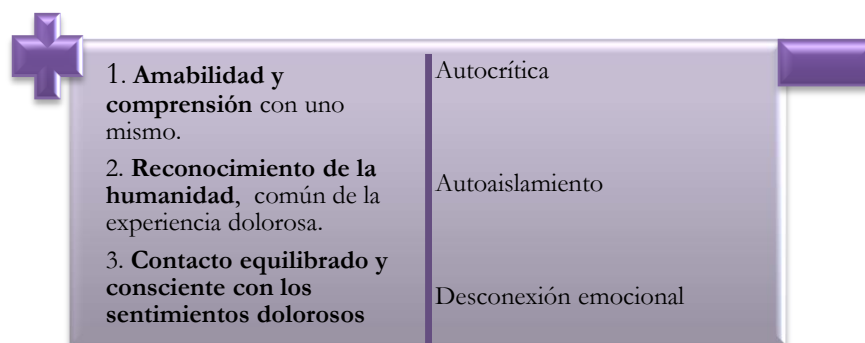 1. Amabilidad y
comprensión con uno
mismo.
2. Reconocimiento de la
humanidad, común de la
experiencia dolorosa.
3. Contacto equilibrado y
consciente con los
sentimientos dolorosos
Autocrítica
Autoaislamiento
Desconexión emocional